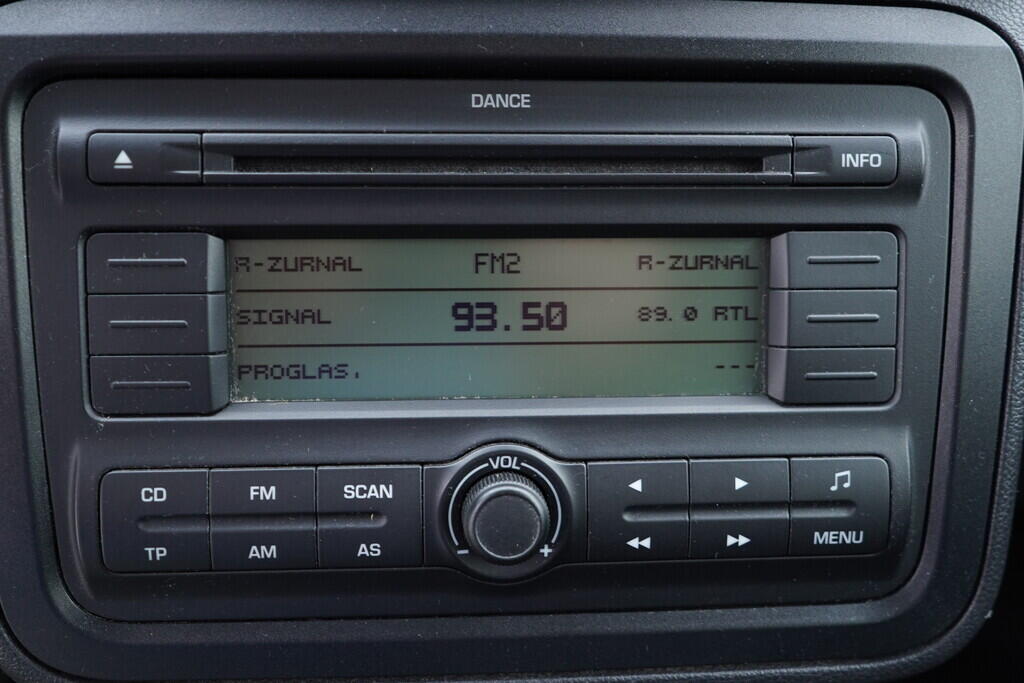 DANCE
INFO
R-ZURNAL FM2 R-ZURNAL
SIGNAL 93.50 89.0 RTL
PROGLAS. ---
VOL
- +
CD FM SCAN
TP AM AS MENU